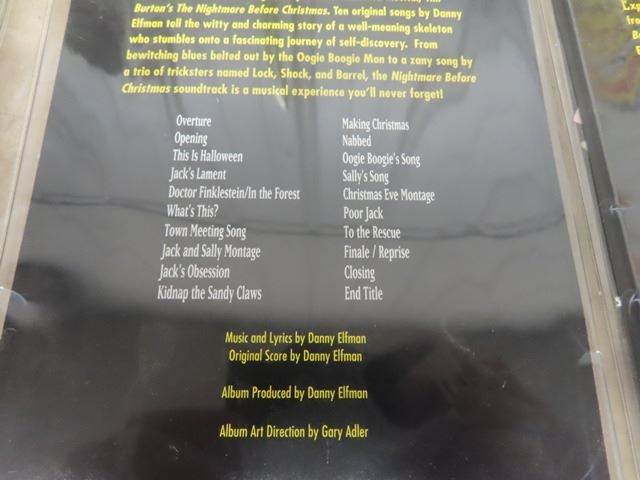 Burton's The Nightmare Before Christmas. Ten original songs by Danny
Elfman tell the witty and charming story of a well-meaning skeleton
who stumbles onto a fascinating journey of self-discovery. From
bewitching blues belted out by the Oogie Boogie Man to a zany song by
a trio of tricksters named Lock, Shock, and Barrel, the Nightmare Before
Christmas soundtrack is a musical experience you'll never forget!
Overture
Opening
This Is Halloween
Jack's Lament
Doctor Finklestein/In the Forest
What's This?
Town Meeting Song
Jack and Sally Montage
Jack's Obsession
Kidnap the Sandy Claws
Making Christmas
Nabbed
Oogie Boogie's Song
Sally's Song
Christmas Eve Montage
Poor Jack
To the Rescue
Finale / Reprise
Closing
End Title
Music and Lyrics by Danny Elfman
Original Score by Danny Elfman
Album Produced by Danny Elfman
Album Art Direction by Gary Adler